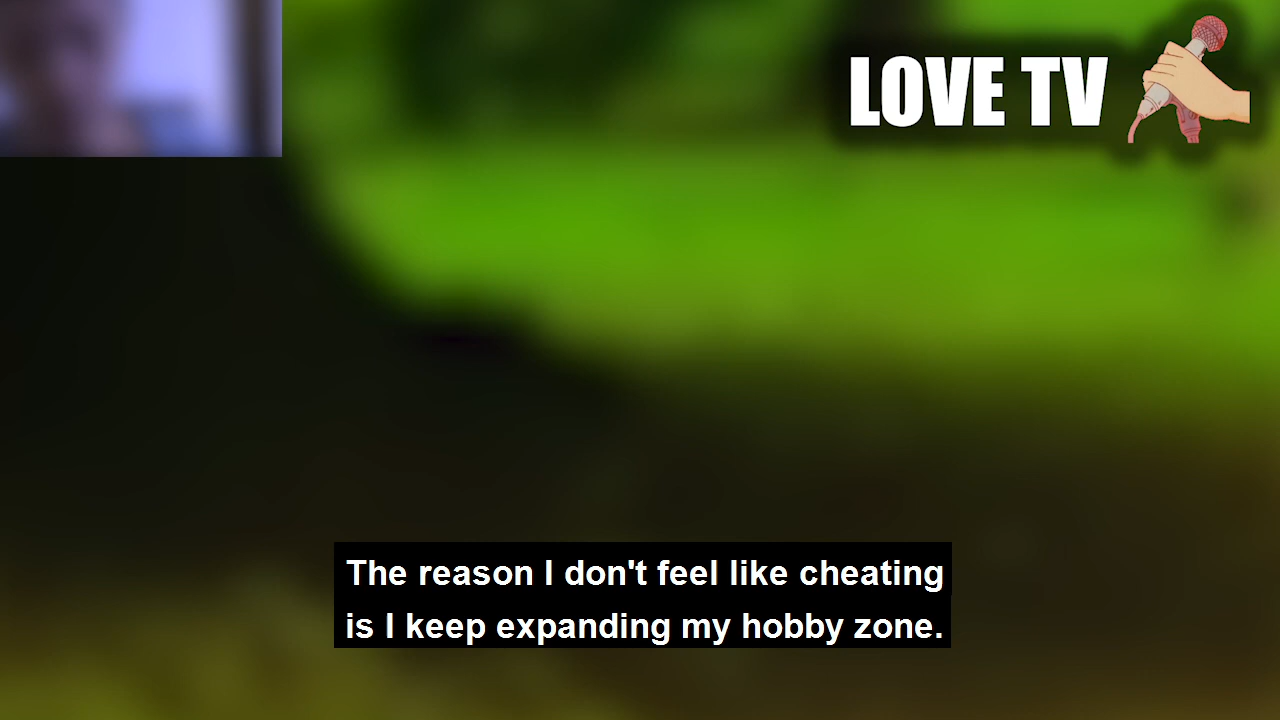 LOVE TV
The reason I don't feel like cheating
is I keep expanding my hobby zone.